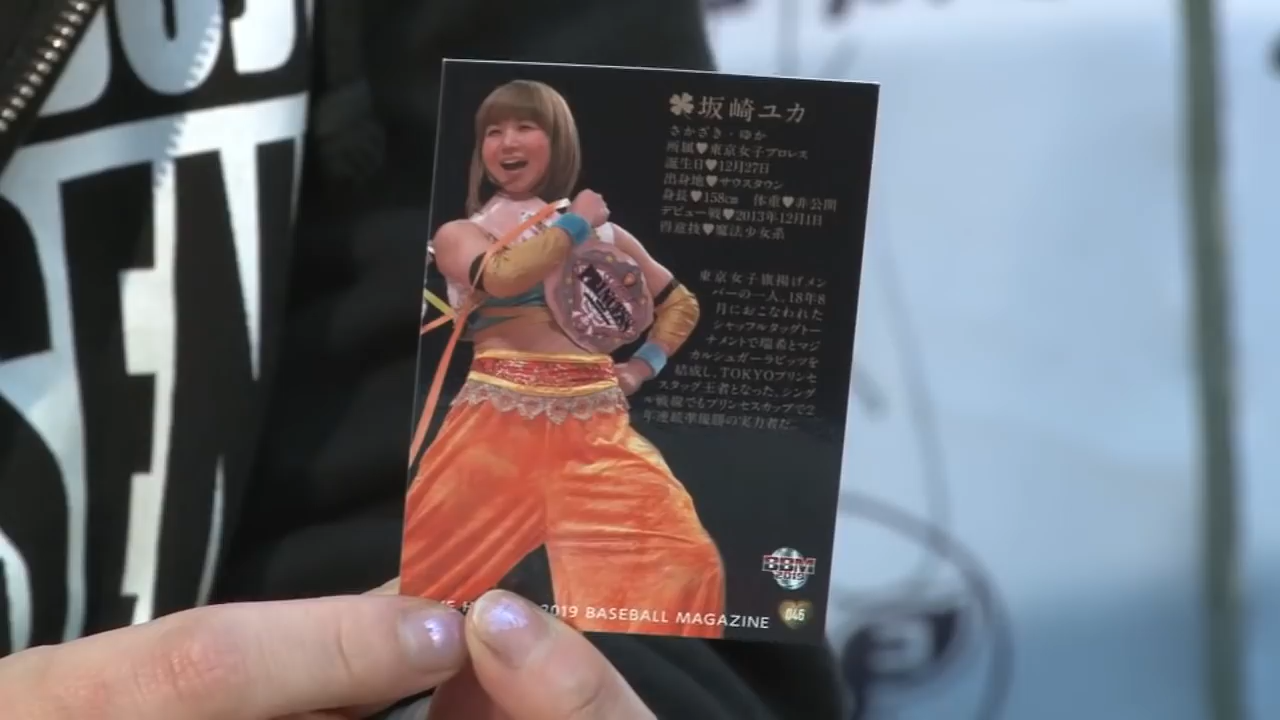 坂崎ユカ
さかざき・ゆか
所属♥東京女子プロレス
誕生日♥12月27日
出身地♥サウスタウン
身長♥158cm 体重♥非公開
デビュー戦♥2013年12月1日
得意技♥魔法少女系
東京女子旗揚げメン
バーの一人。18年8
月におこなわれた
シャッフルタッグトー
ナメントで瑞希とマジ
カルシュガーラビッツを
結成し、TOKYOプリンセ
スタッグ王者となった。シング
ル戦線でもプリンセスカップで2
年連続準優勝の実力者だ。
BBM
2019
2019 BASEBALL MAGAZINE
046